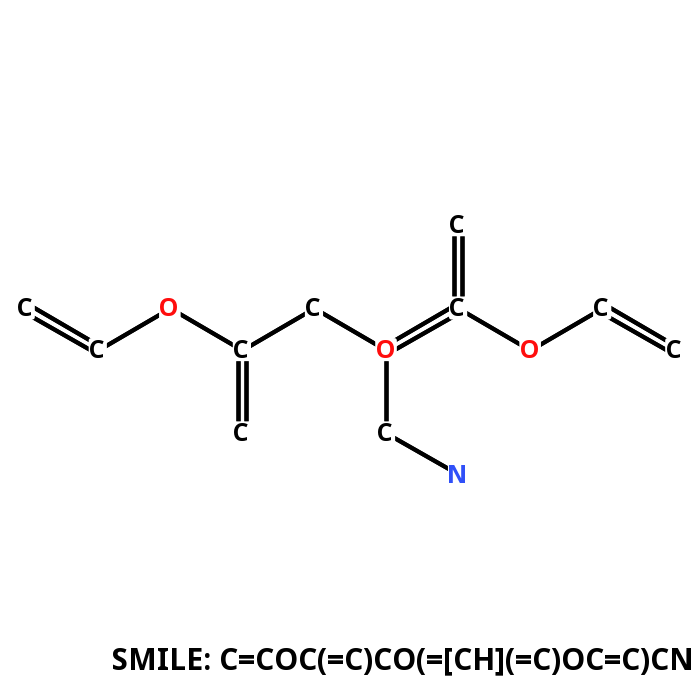 C
C O C C C
C C O O C
C C
N
SMILE: C=COC(=C)CO(=[CH](=C)OC=C)CN